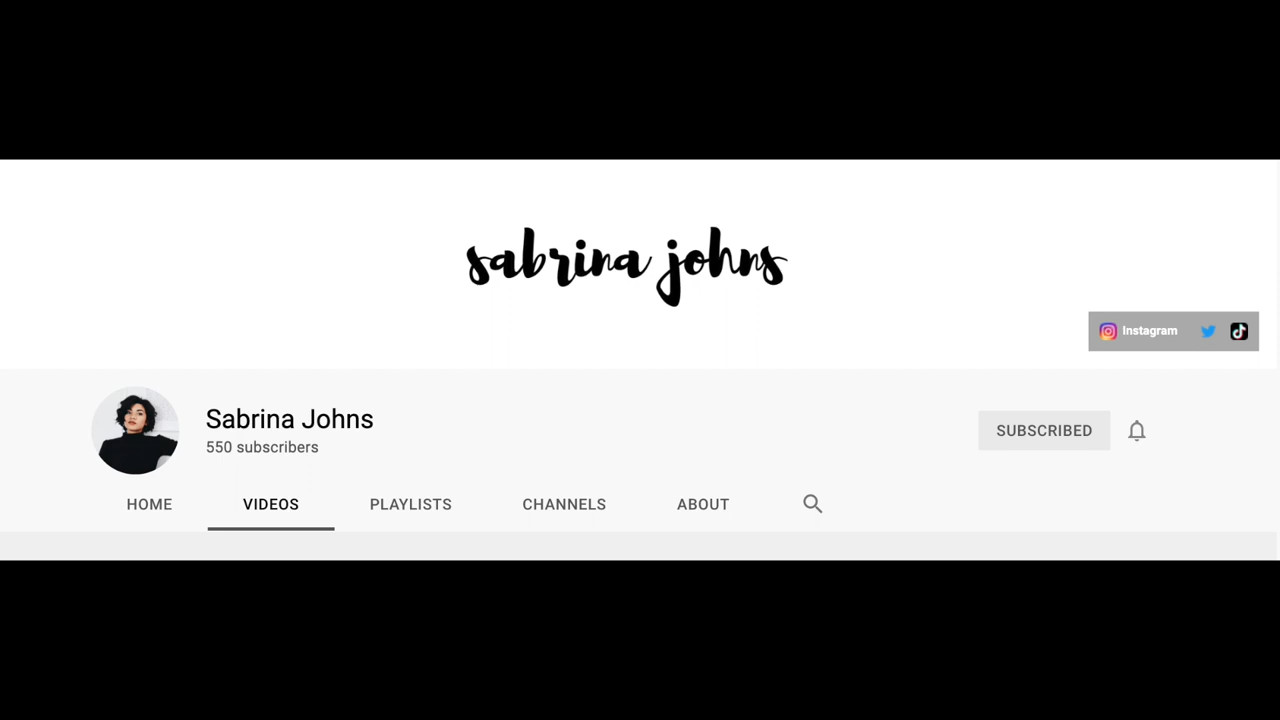 sabrina johns
Instagram
Sabrina Johns
550 subscribers
SUBSCRIBED
HOME VIDEOS PLAYLISTS CHANNELS ABOUT